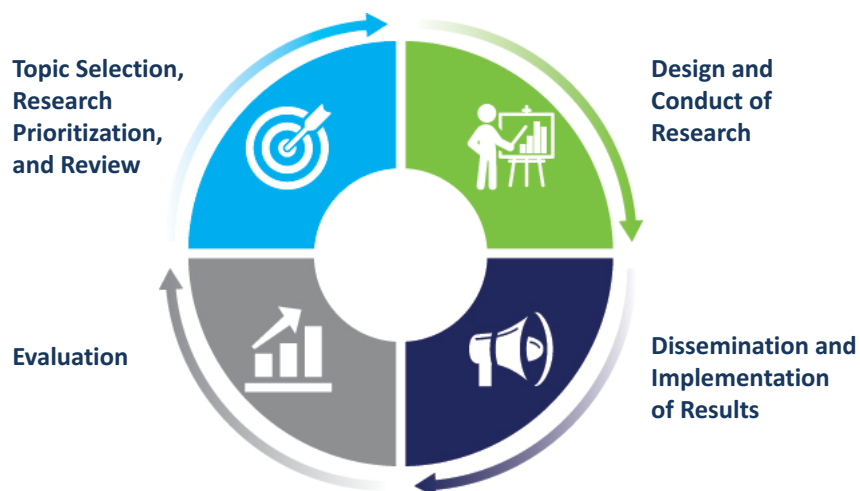 Topic Selection,
Research
Prioritization,
and Review
Design and
Conduct of
Research
Evaluation
Dissemination and
Implementation
of Results